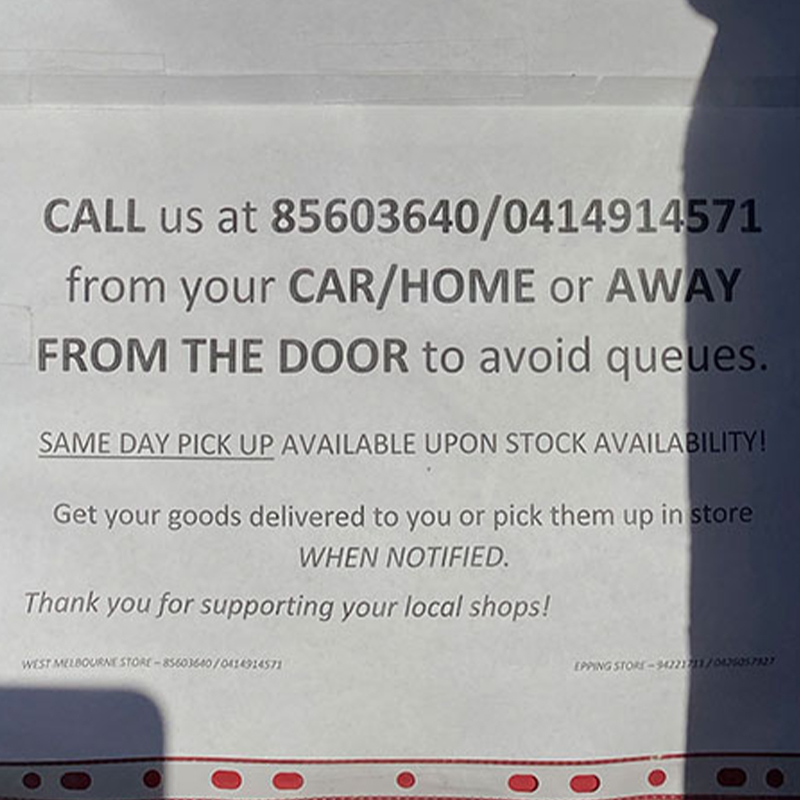 CALL us at 85603640/0414914571
from your CAR/HOME or AWAY
FROM THE DOOR to avoid queues.
SAME DAY PICK UP AVAILABLE UPON STOCK AVAILABILITY!
Get your goods delivered to you or pick them up in store
WHEN NOTIFIED.
Thank you for supporting your local shops!
WEST MELBOURNE STORE – 85603640 / 0414914571
EPPING STORE – 94221711 / 0426057827